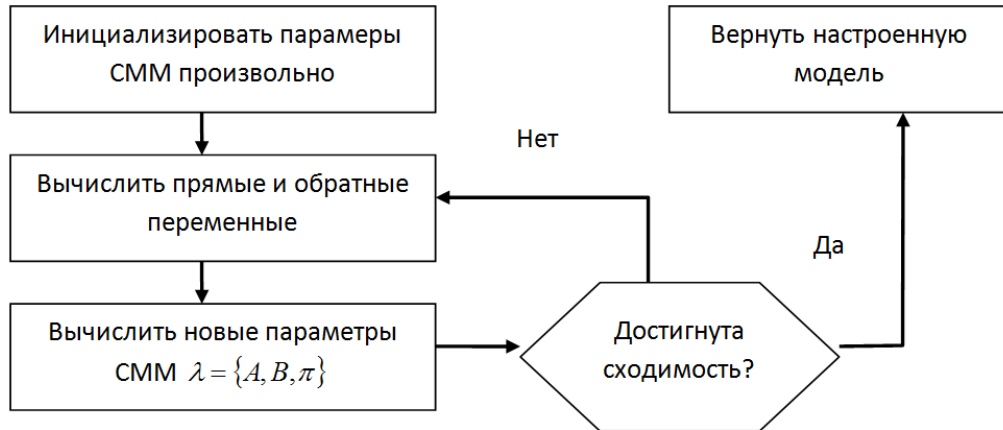 Инициализировать парамеры
СММ произвольно
Вычислить прямые и обратные
переменные
Вычислить новые параметры
СММ λ = {A, B, π}
Достигнута
сходимость?
Нет
Да
Вернуть настроенную
модель